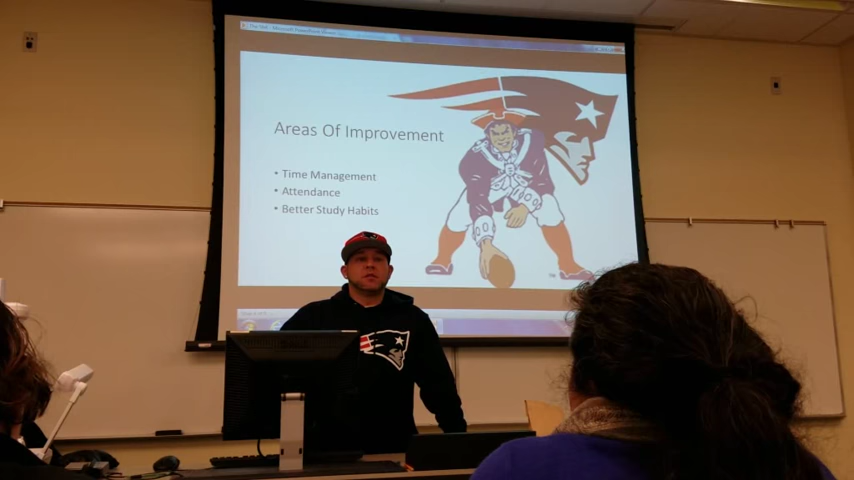 Areas Of Improvement
• Time Management
• Attendance
• Better Study Habits